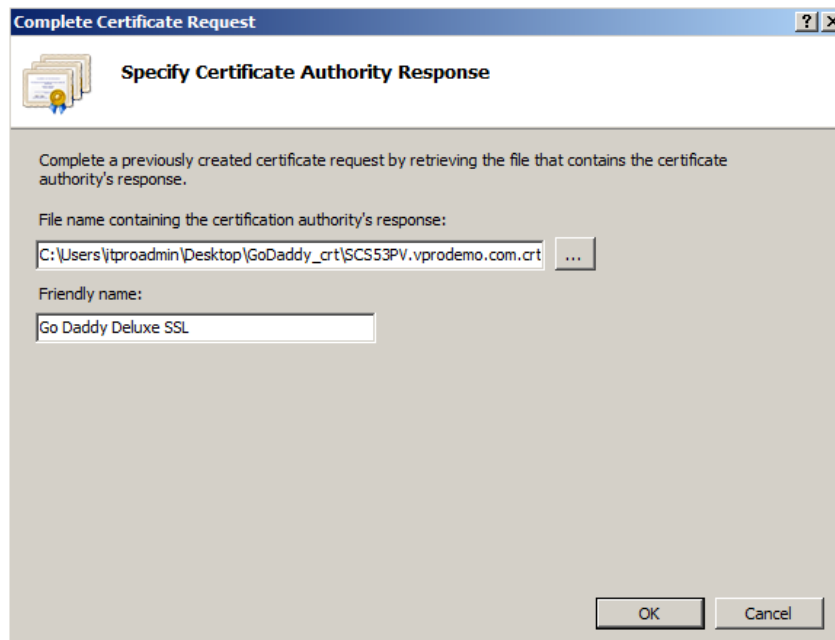 Complete Certificate Request
Specify Certificate Authority Response
Complete a previously created certificate request by retrieving the file that contains the certificate
authority's response.
File name containing the certification authority's response:
C:\Users\itproadmin\Desktop\GoDaddy_crt\SCS53PV.vprodemo.com.crt
...
Friendly name:
Go Daddy Deluxe SSL
OK
Cancel